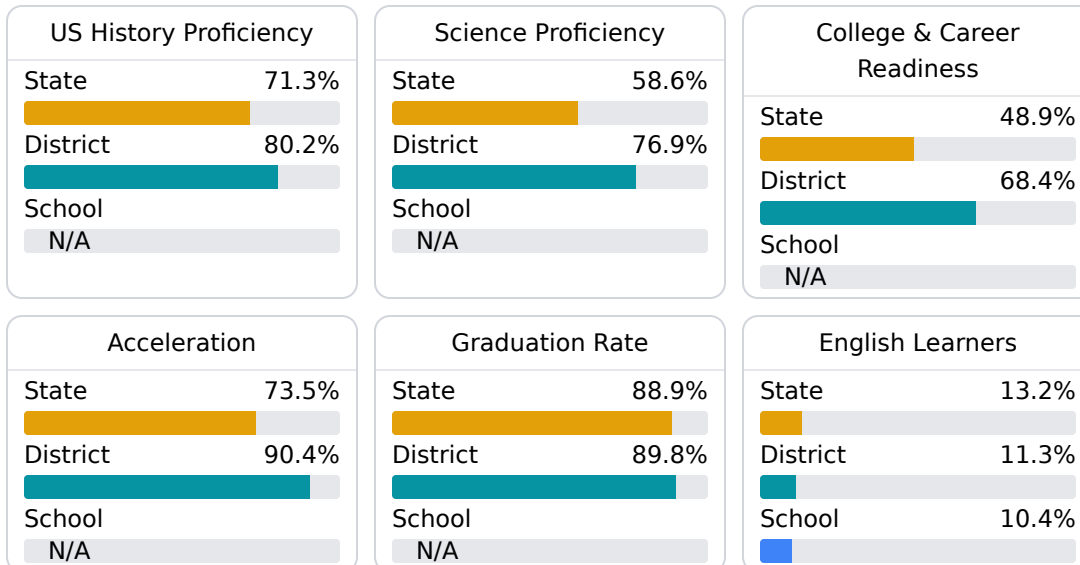 US History Proficiency
State 71.3%
District 80.2%
School
N/A
Science Proficiency
State 58.6%
District 76.9%
School
N/A
College & Career
Readiness
State 48.9%
District 68.4%
School
N/A
Acceleration
State 73.5%
District 90.4%
School
N/A
Graduation Rate
State 88.9%
District 89.8%
School
N/A
English Learners
State 13.2%
District 11.3%
School 10.4%